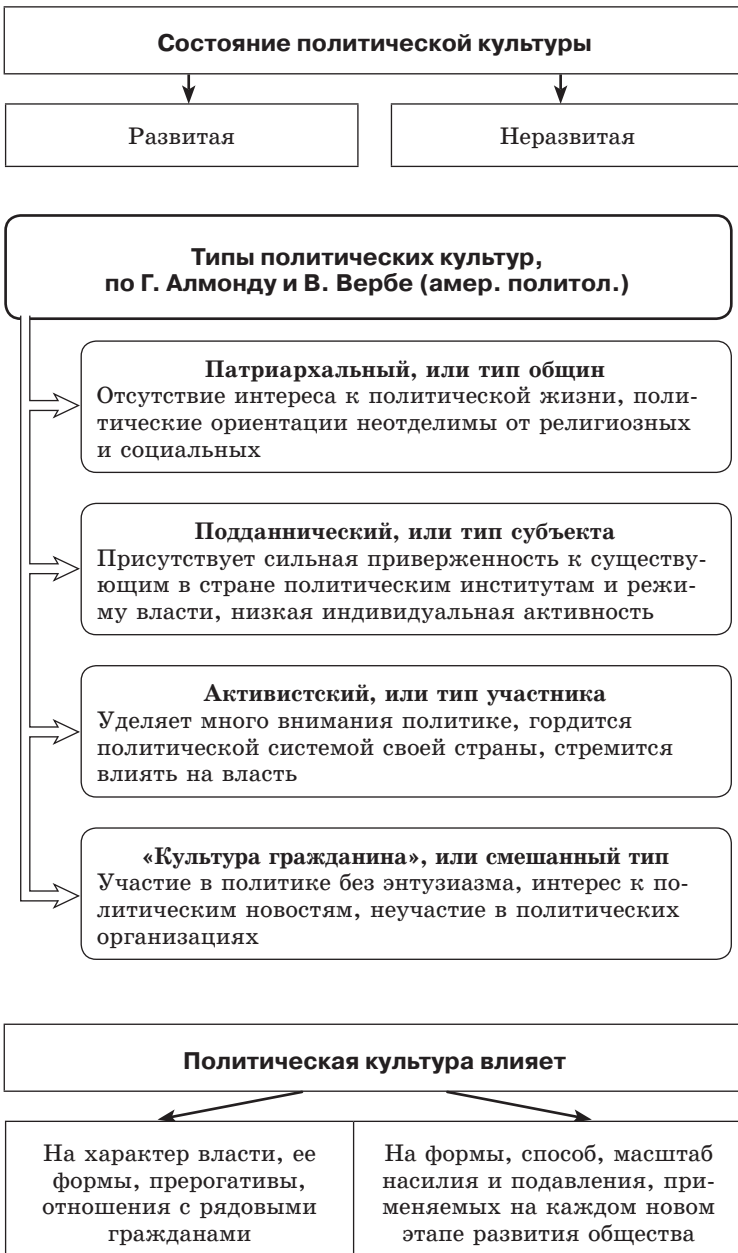 Состояние политической культуры
Развитая
Неразвитая
Типы политических культур,
по Г. Алмонду и В. Вербе (амер. политол.)
Патриархальный, или тип общин
Отсутствие интереса к политической жизни, поли-
тические ориентации неотделимы от религиозных
и социальных
Подданнический, или тип субъекта
Присутствует сильная приверженность к существу-
ющим в стране политическим институтам и режи-
му власти, низкая индивидуальная активность
Активистский, или тип участника
Уделяет много внимания политике, гордится
политической системой своей страны, стремится
влиять на власть
«Культура гражданина», или смешанный тип
Участие в политике без энтузиазма, интерес к по-
литическим новостям, неучастие в политических
организациях
Политическая культура влияет
На характер власти, ее
формы, прерогативы,
отношения с рядовыми
гражданами
На формы, способ, масштаб
насилия и подавления, при-
меняемых на каждом новом
этапе развития общества